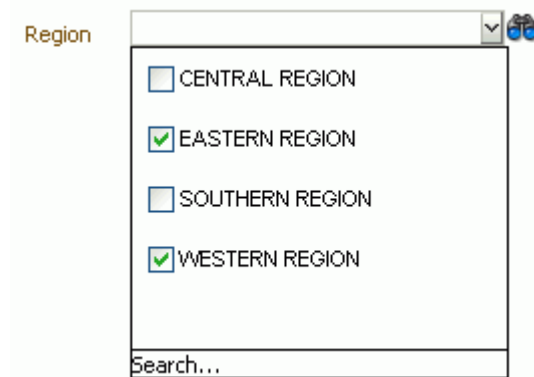 Region
CENTRAL REGION
EASTERN REGION
SOUTHERN REGION
WESTERN REGION
Search...